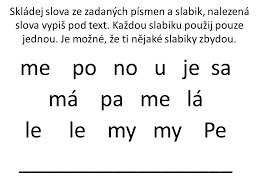 Skládej slova ze zadaných písmen a slabik, nalezená
slova vypiš pod text. Každou slabiku použij pouze
jednou. Je možné, že ti nějaké slabiky zbydou.
me po no u je sa
má pa me lá
le le my my Pe